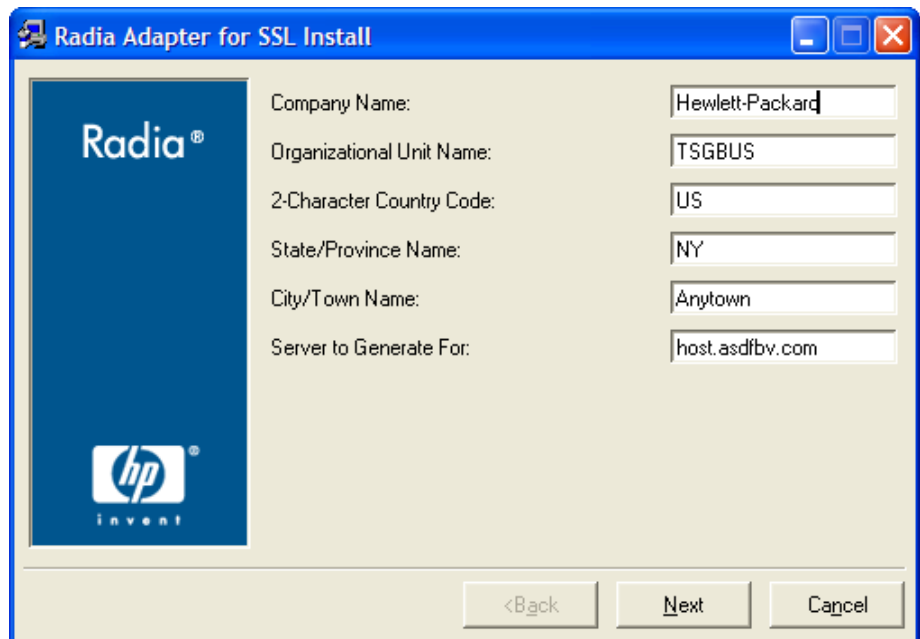 Radia Adapter for SSL Install
Radia®
hp®
invent
Company Name: Hewlett-Packard
Organizational Unit Name: TSGBUS
2-Character Country Code: US
State/Province Name: NY
City/Town Name: Anytown
Server to Generate For: host.asdfbv.com
<Back Next Cancel